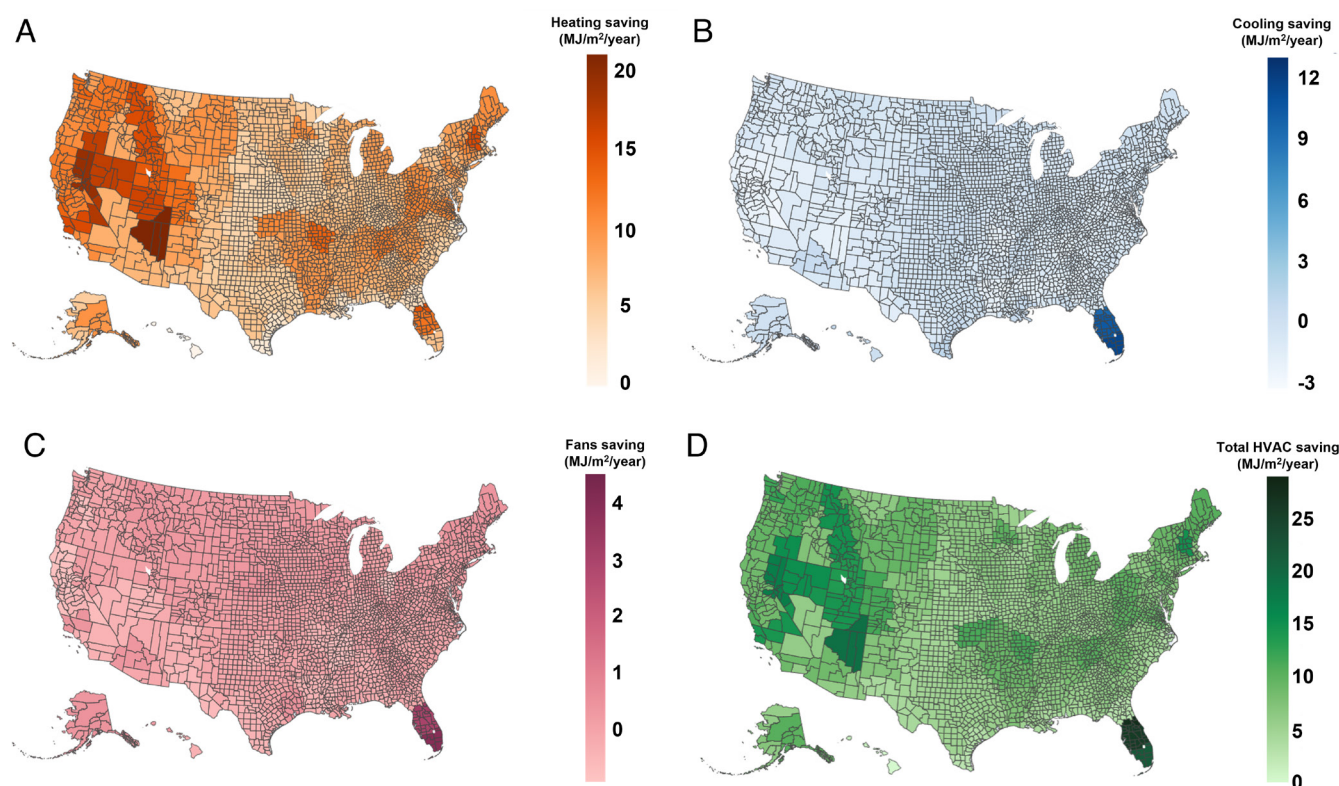 A
Heating saving
(MJ/m²/year)
20
15
10
5
0
B
Cooling saving
(MJ/m²/year)
12
9
6
3
0
-3
C
Fans saving
(MJ/m²/year)
4
3
2
1
0
D
Total HVAC saving
(MJ/m²/year)
25
20
15
10
5
0